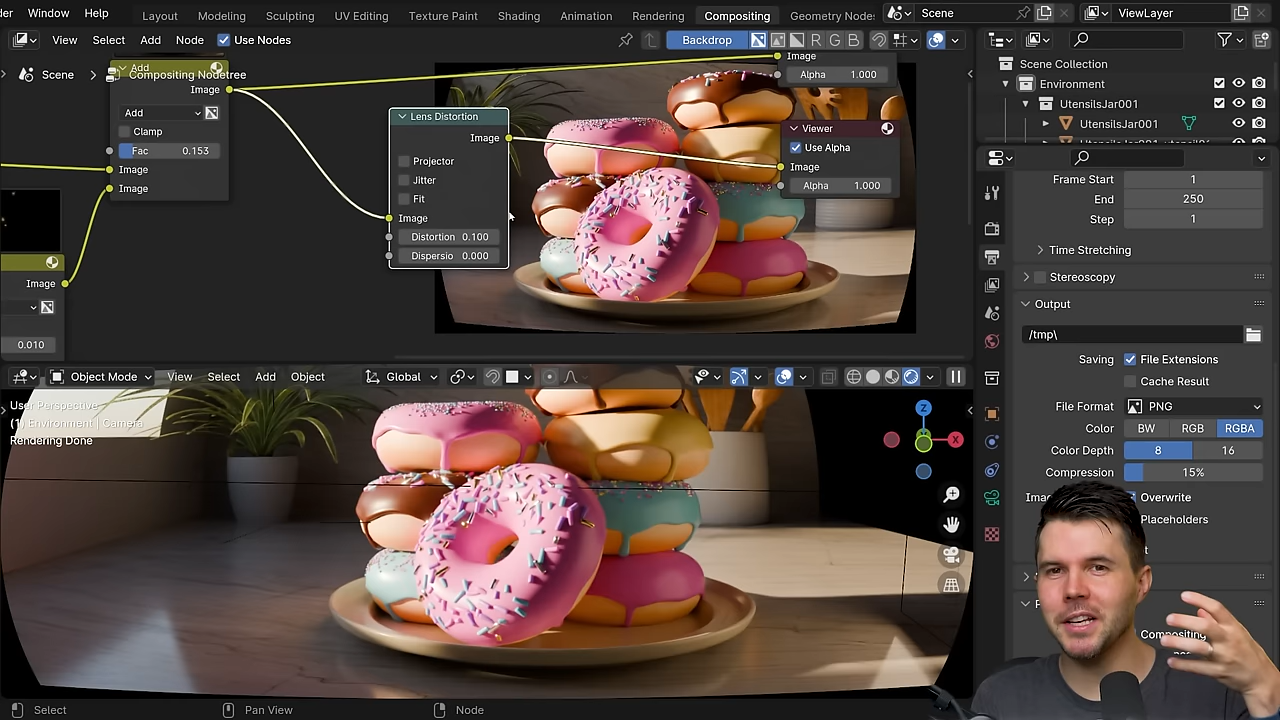 der Window Help Layout Modeling Sculpting UV Editing Texture Paint Shading Animation Rendering Compositing Geometry Node Scene ViewLayer
View Select Add Node Use Nodes Backdrop R G B
Scene Compositing Nodetree
Add
Image
Add
Clamp
Fac 0.153
Image
Image
Image
0.010
Lens Distortion
Image
Projector
Jitter
Fit
Image
Distortion 0.100
Dispersio 0.000
Image
Alpha 1.000
Viewer
Use Alpha
Image
Alpha 1.000
Scene Collection
Environment
UtensilsJar001
UtensilsJar001
Frame Start 1
End 250
Step 1
Time Stretching
Stereoscopy
Output
/tmp\
Saving File Extensions
Cache Result
File Format PNG
Color BW RGB RGBA
Color Depth 8 16
Compression 15%
Overwrite
Placeholders
Compositing
Object Mode View Select Add Object Global
User Perspective
(1) Environment | Camera
Rendering Done
Z
X
Select Pan View Node